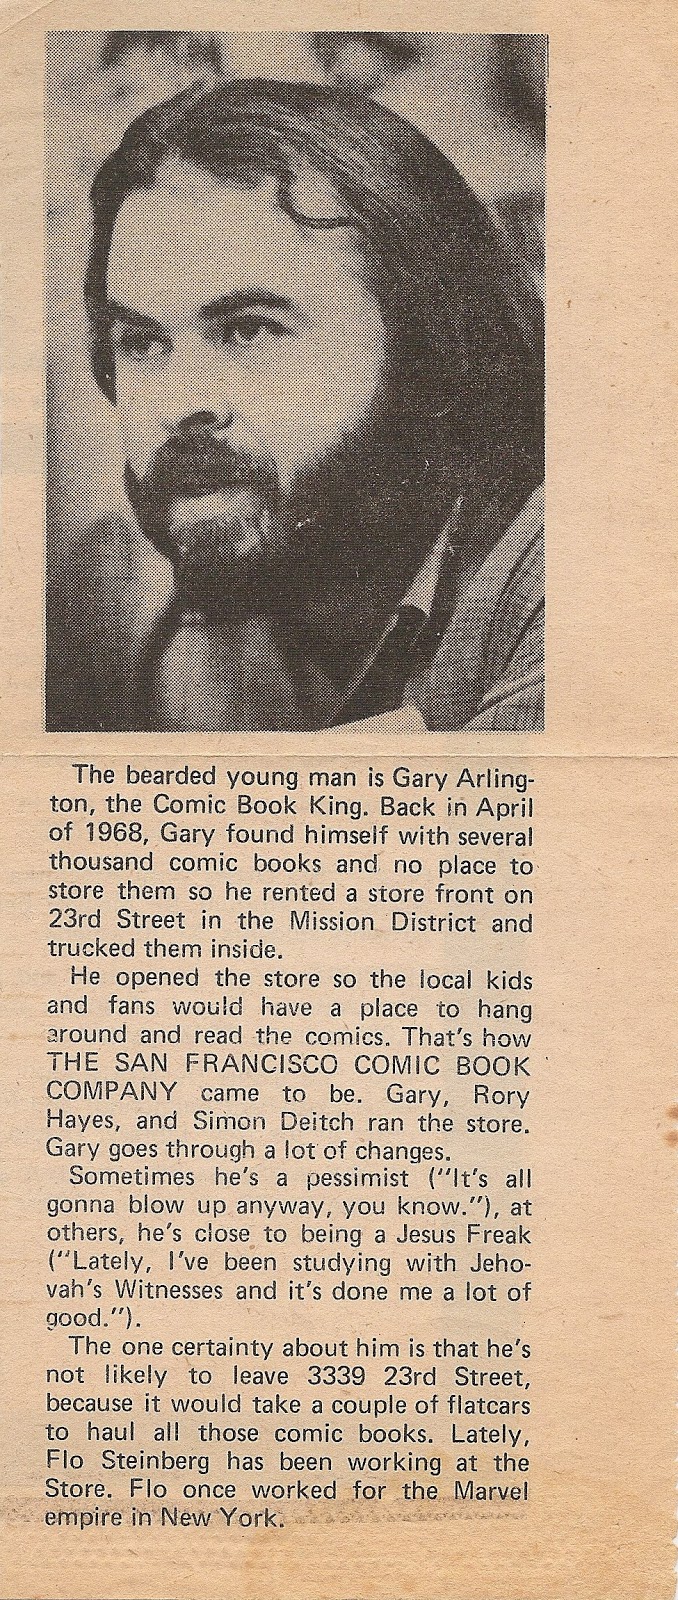 The bearded young man is Gary Arling-
ton, the Comic Book King. Back in April
of 1968, Gary found himself with several
thousand comic books and no place to
store them so he rented a store front on
23rd Street in the Mission District and
trucked them inside.
He opened the store so the local kids
and fans would have a place to hang
around and read the comics. That's how
THE SAN FRANCISCO COMIC BOOK
COMPANY came to be. Gary, Rory
Hayes, and Simon Deitch ran the store.
Gary goes through a lot of changes.
Sometimes he's a pessimist ("It's all
gonna blow up anyway, you know."), at
others, he's close to being a Jesus Freak
("Lately, I've been studying with Jeho-
vah's Witnesses and it's done me a lot of
good.").
The one certainty about him is that he's
not likely to leave 3339 23rd Street,
because it would take a couple of flatcars
to haul all those comic books. Lately,
Flo Steinberg has been working at the
Store. Flo once worked for the Marvel
empire in New York.